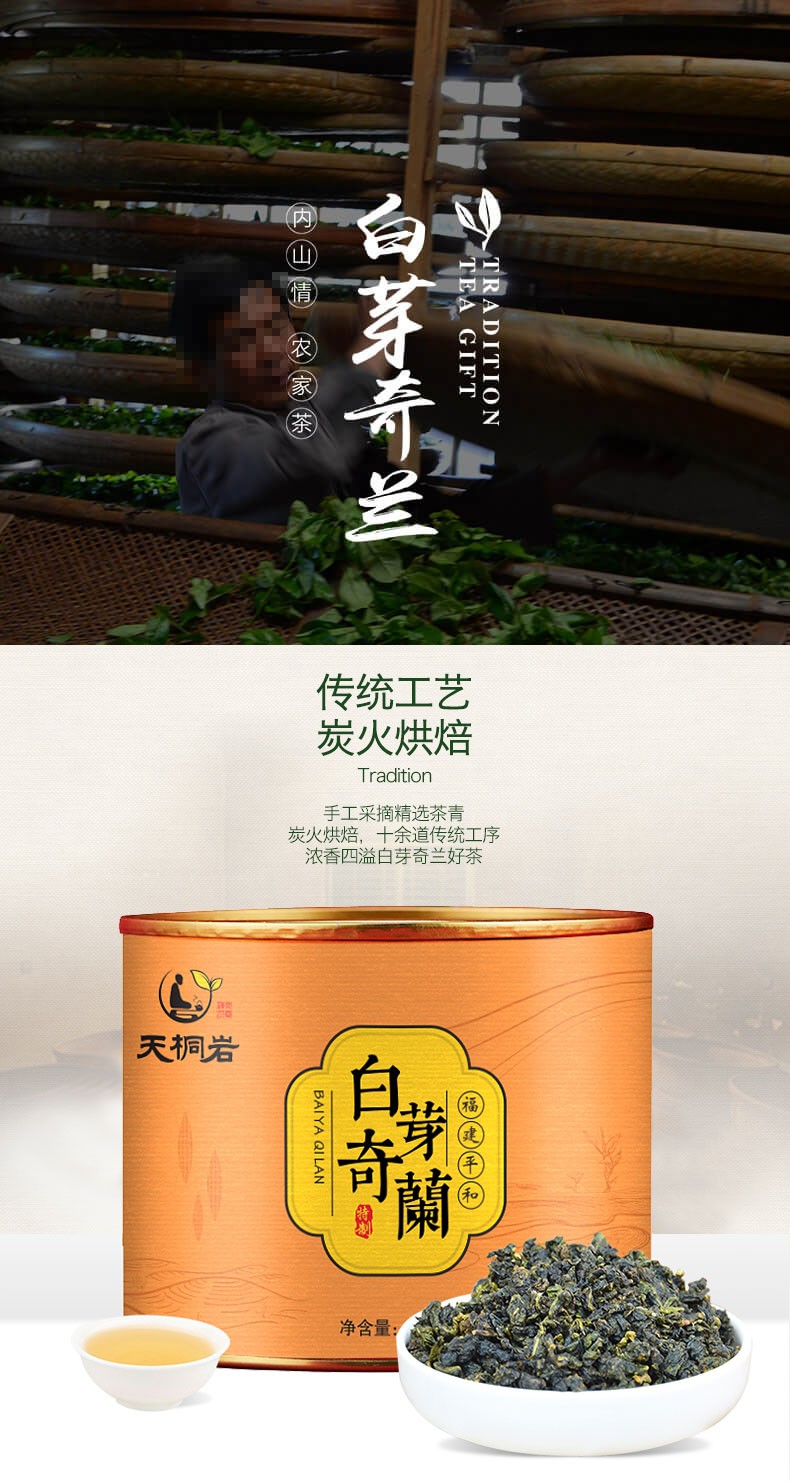 TRADITION
TEA GIFT
白芽奇兰
内山情 农家茶
传统工艺
炭火烘焙
Tradition
手工采摘精选茶青
炭火烘焙，十余道传统工序
浓香四溢白芽奇兰好茶
天桐岩
福建平和
白芽奇蘭
BAIYA QILAN
特制
净含量: